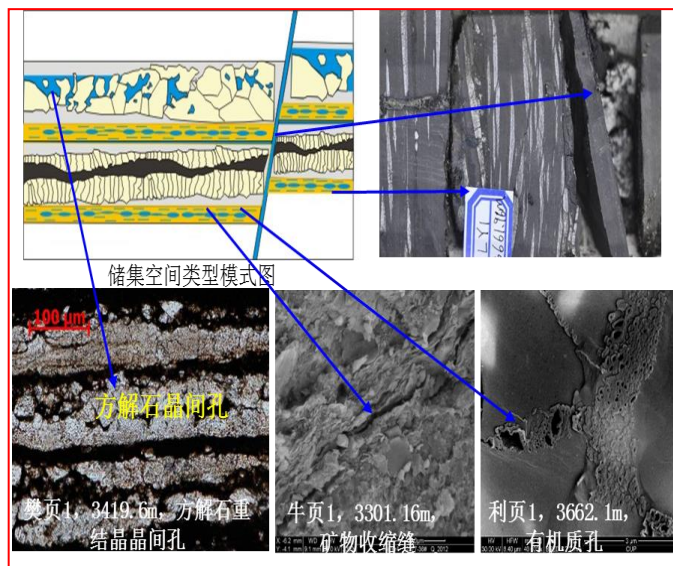 LY1
储集空间类型模式图
100 μm
方解石晶间孔
樊页1，3419.6m，方解石重
结晶晶间孔
牛页1，3301.16m，
矿物收缩缝
利页1，3662.1m，
有机质孔